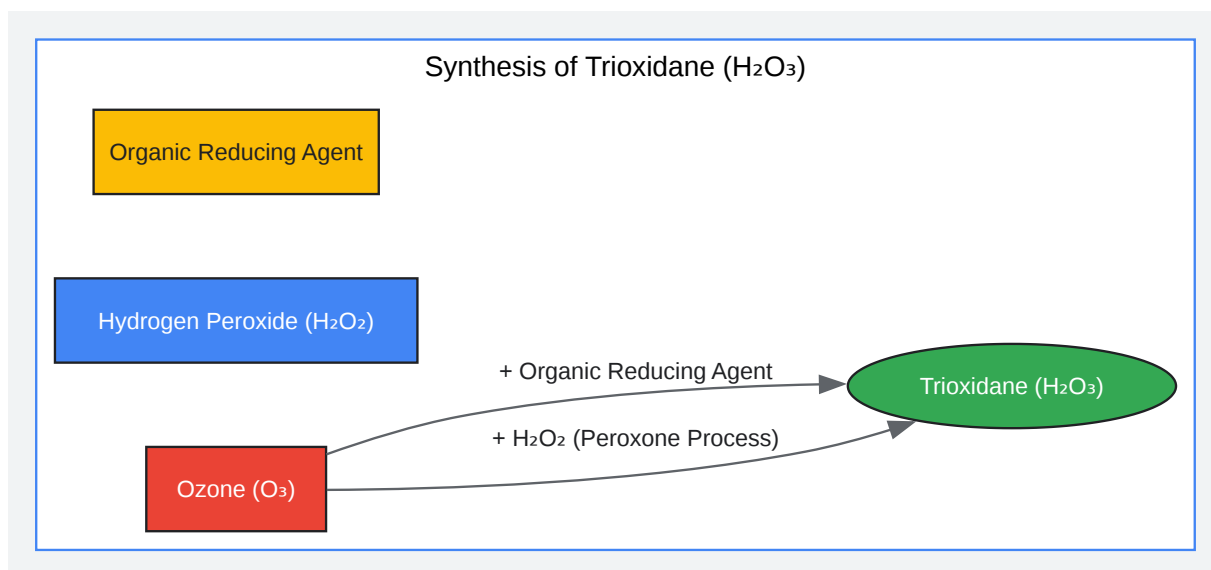 Synthesis of Trioxidane (H₂O₃)
Organic Reducing Agent
Hydrogen Peroxide (H₂O₂)
+ Organic Reducing Agent
Trioxidane (H₂O₃)
+ H₂O₂ (Peroxone Process)
Ozone (O₃)